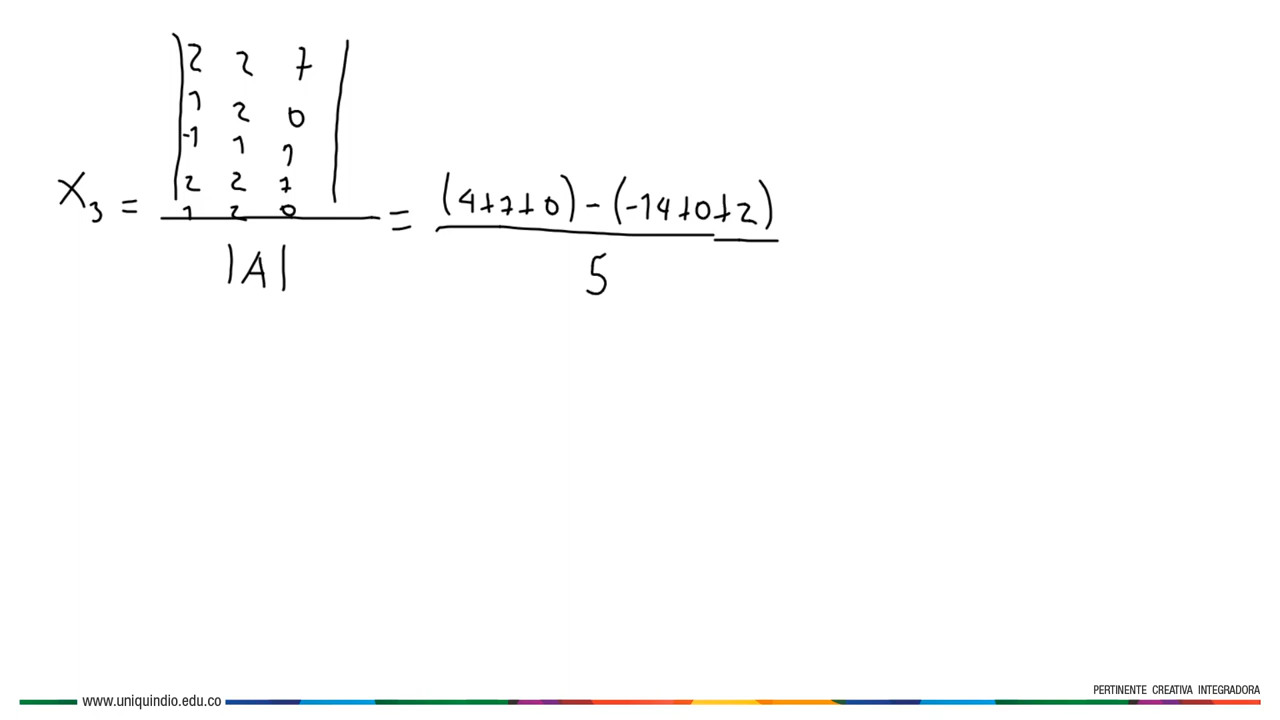 2 2 7
1 2 0
-1 1 1
2 2 7
1 2 0
X₃ = ――― = (4+7+0) - (-14+0+2)
|A| 5
www.uniquindio.edu.co
PERTINENTE CREATIVA INTEGRADORA